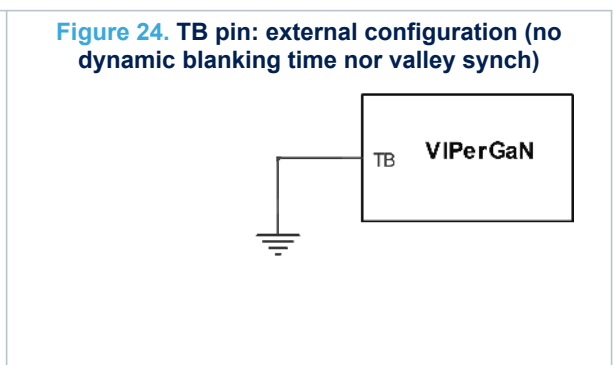 Figure 24. TB pin: external configuration (no
dynamic blanking time nor valley synch)
TB
VIPerGaN